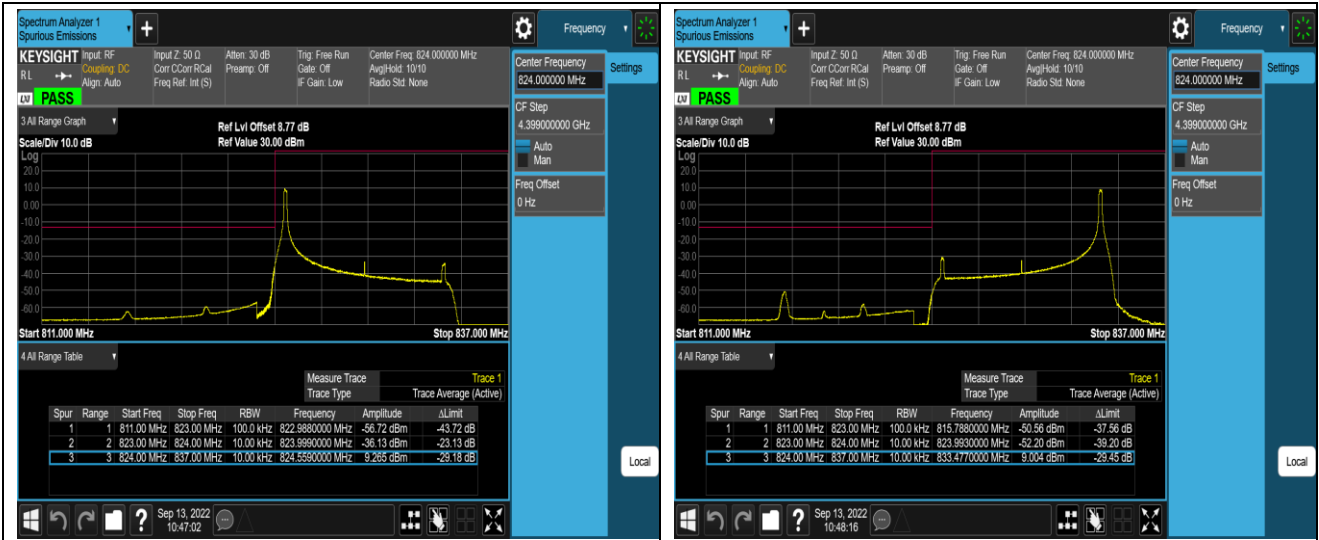 Spectrum Analyzer 1
Spurious Emissions
+
Frequency
KEYSIGHT Input: RF Input Z: 50 Ω Atten: 30 dB Trig: Free Run Center Freq: 824.000000 MHz
Coupling: DC Corr CCorr RCal Preamp: Off Gate: Off Avg|Hold: 10/10
RL Align: Auto Freq Ref: Int (S) IF Gain: Low Radio Std: None
LXI PASS
Center Frequency
824.000000 MHz
Settings
CF Step
4.399000000 GHz
Auto
Man
Freq Offset
0 Hz
3 All Range Graph
Ref Lvl Offset 8.77 dB
Scale/Div 10.0 dB Ref Value 30.00 dBm
Log
20.0
10.0
0.00
-10.0
-20.0
-30.0
-40.0
-50.0
-60.0
Start 811.000 MHz Stop 837.000 MHz
4 All Range Table
Measure Trace Trace 1
Trace Type Trace Average (Active)
Spur Range Start Freq Stop Freq RBW Frequency Amplitude ΔLimit
1 1 811.00 MHz 823.00 MHz 100.0 kHz 822.9880000 MHz -56.72 dBm -43.72 dB
2 2 823.00 MHz 824.00 MHz 10.00 kHz 823.9990000 MHz -36.13 dBm -23.13 dB
3 3 824.00 MHz 837.00 MHz 10.00 kHz 824.5590000 MHz 9.265 dBm -29.18 dB
Local
?
Sep 13, 2022
10:47:02
Spectrum Analyzer 1
Spurious Emissions
+
Frequency
KEYSIGHT Input: RF Input Z: 50 Ω Atten: 30 dB Trig: Free Run Center Freq: 824.000000 MHz
Coupling: DC Corr CCorr RCal Preamp: Off Gate: Off Avg|Hold: 10/10
RL Align: Auto Freq Ref: Int (S) IF Gain: Low Radio Std: None
LXI PASS
Center Frequency
824.000000 MHz
Settings
CF Step
4.399000000 GHz
Auto
Man
Freq Offset
0 Hz
3 All Range Graph
Ref Lvl Offset 8.77 dB
Scale/Div 10.0 dB Ref Value 30.00 dBm
Log
20.0
10.0
0.00
-10.0
-20.0
-30.0
-40.0
-50.0
-60.0
Start 811.000 MHz Stop 837.000 MHz
4 All Range Table
Measure Trace Trace 1
Trace Type Trace Average (Active)
Spur Range Start Freq Stop Freq RBW Frequency Amplitude ΔLimit
1 1 811.00 MHz 823.00 MHz 100.0 kHz 815.7880000 MHz -50.56 dBm -37.56 dB
2 2 823.00 MHz 824.00 MHz 10.00 kHz 823.9930000 MHz -52.20 dBm -39.20 dB
3 3 824.00 MHz 837.00 MHz 10.00 kHz 833.4770000 MHz 9.004 dBm -29.45 dB
Local
?
Sep 13, 2022
10:48:16